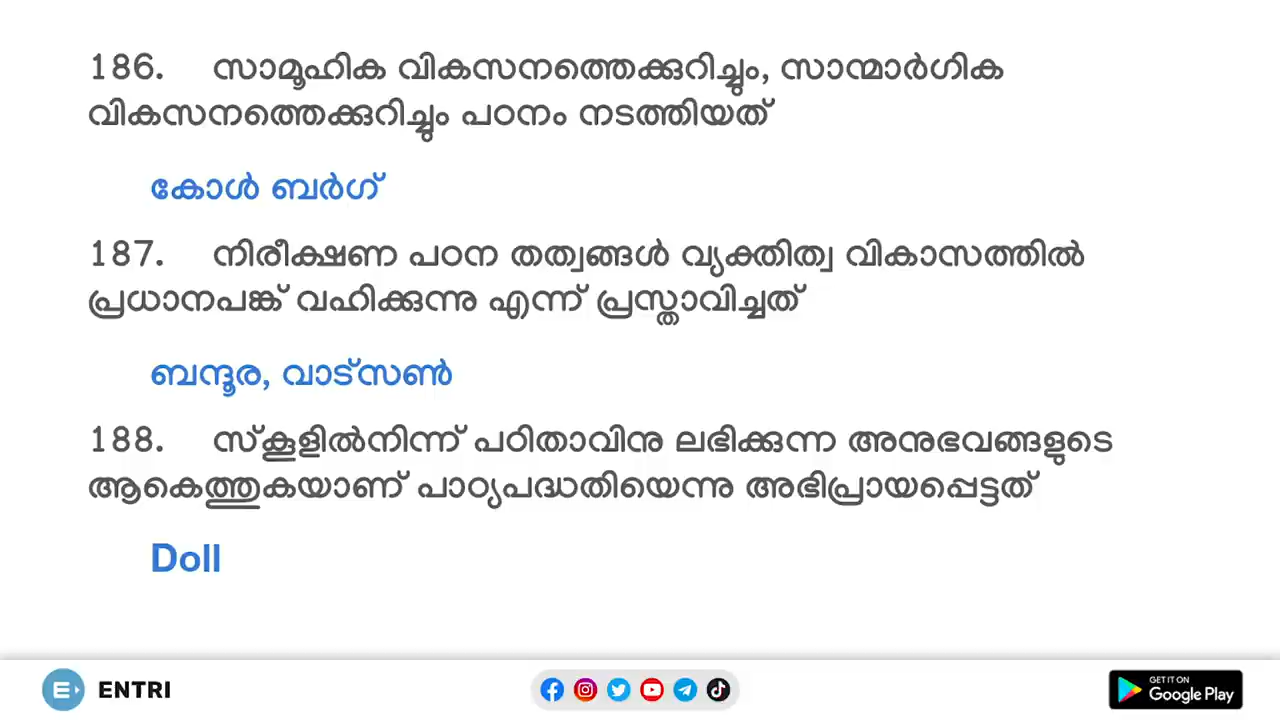 186. സാമൂഹിക വികസനത്തെക്കുറിച്ചും, സാന്മാർഗിക
വികസനത്തെക്കുറിച്ചും പഠനം നടത്തിയത്
കോൾ ബർഗ്
187. നിരീക്ഷണ പഠന തത്വങ്ങൾ വ്യക്തിത്വ വികാസത്തിൽ
പ്രധാനപങ്ക് വഹിക്കുന്നു എന്ന് പ്രസ്താവിച്ചത്
ബന്ദൂര, വാട്സൺ
188. സ്കൂളിൽനിന്ന് പഠിതാവിനു ലഭിക്കുന്ന അനുഭവങ്ങളുടെ
ആകെത്തുകയാണ് പാഠ്യപദ്ധതിയെന്നു അഭിപ്രായപ്പെട്ടത്
Doll
E ENTRI
GET IT ON
Google Play